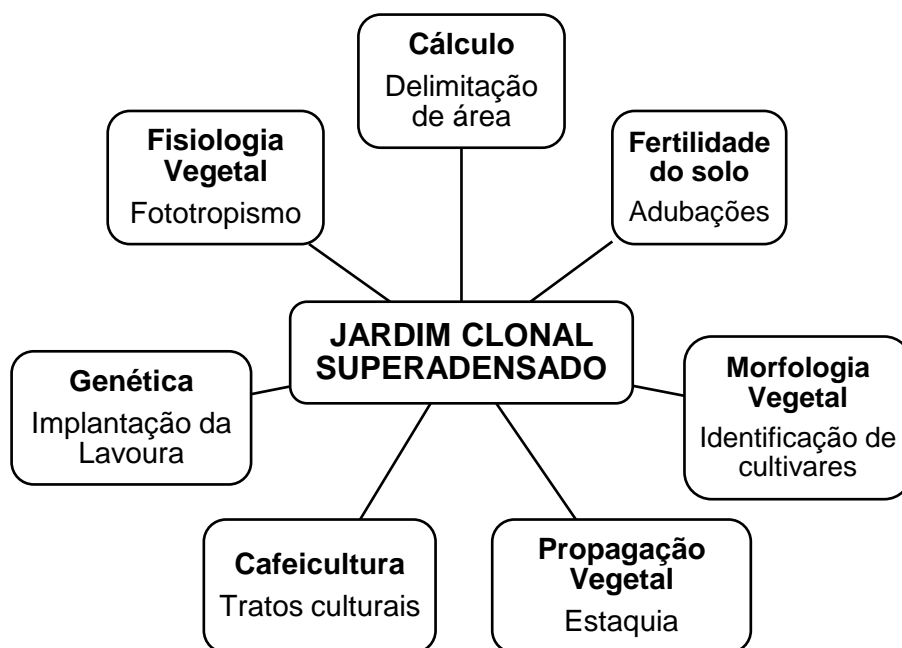 Cálculo
Delimitação
de área
Fisiologia
Vegetal
Fototropismo
Fertilidade
do solo
Adubações
JARDIM CLONAL
SUPERADENSADO
Genética
Implantação da
Lavoura
Morfologia
Vegetal
Identificação de
cultivares
Cafeicultura
Tratos culturais
Propagação
Vegetal
Estaquia